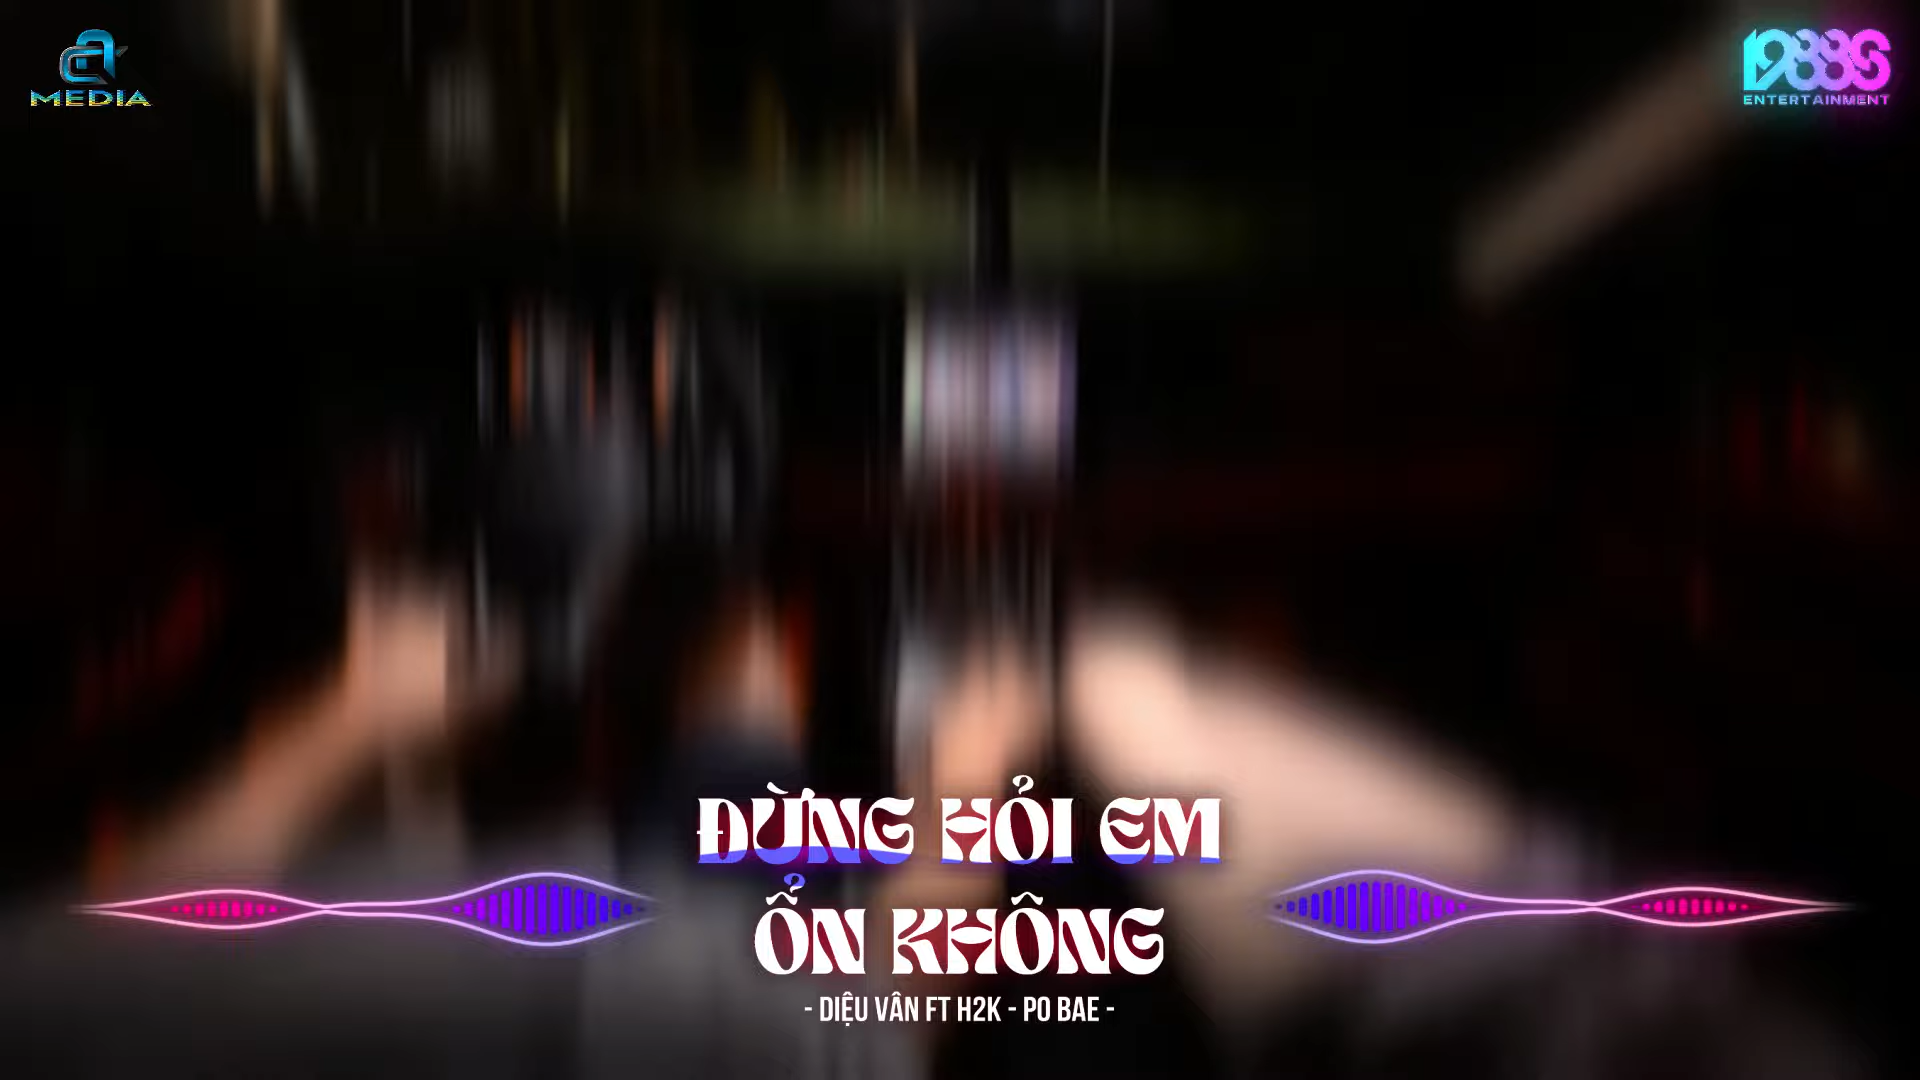 MEDIA
1988S
ENTERTAINMENT
ĐỪNG HỎI EM
ỔN KHÔNG
- DIỆU VÂN FT H2K - PO BAE -